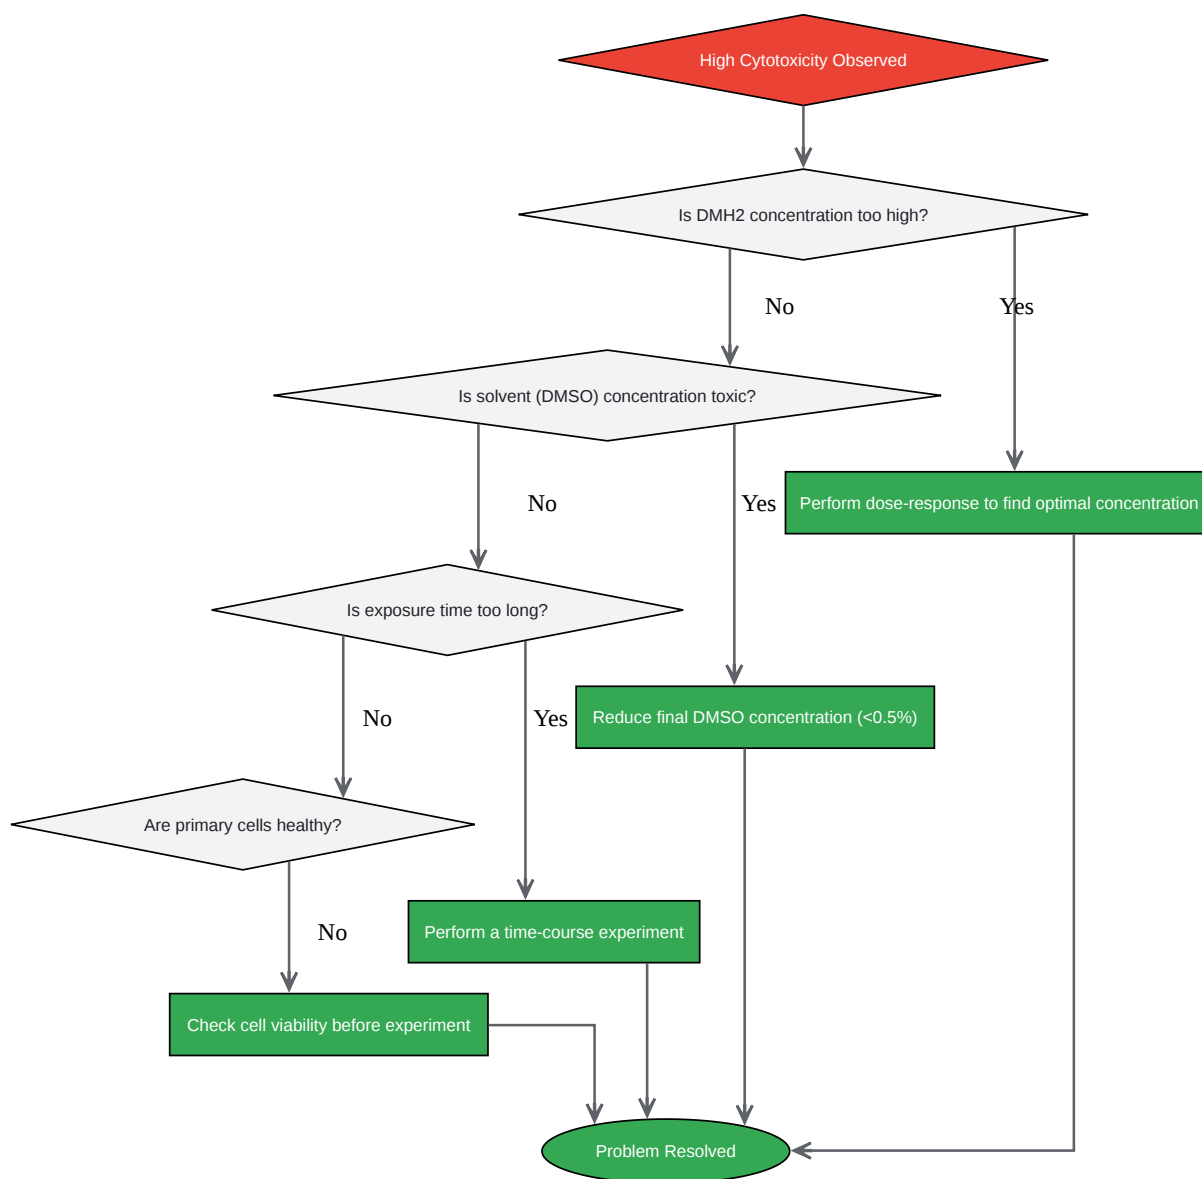 High Cytotoxicity Observed
Is DMH2 concentration too high?
No
Yes
Is solvent (DMSO) concentration toxic?
No
Yes
Perform dose-response to find optimal concentration
Is exposure time too long?
No
Yes
Reduce final DMSO concentration (<0.5%)
Are primary cells healthy?
No
Perform a time-course experiment
Check cell viability before experiment
Problem Resolved